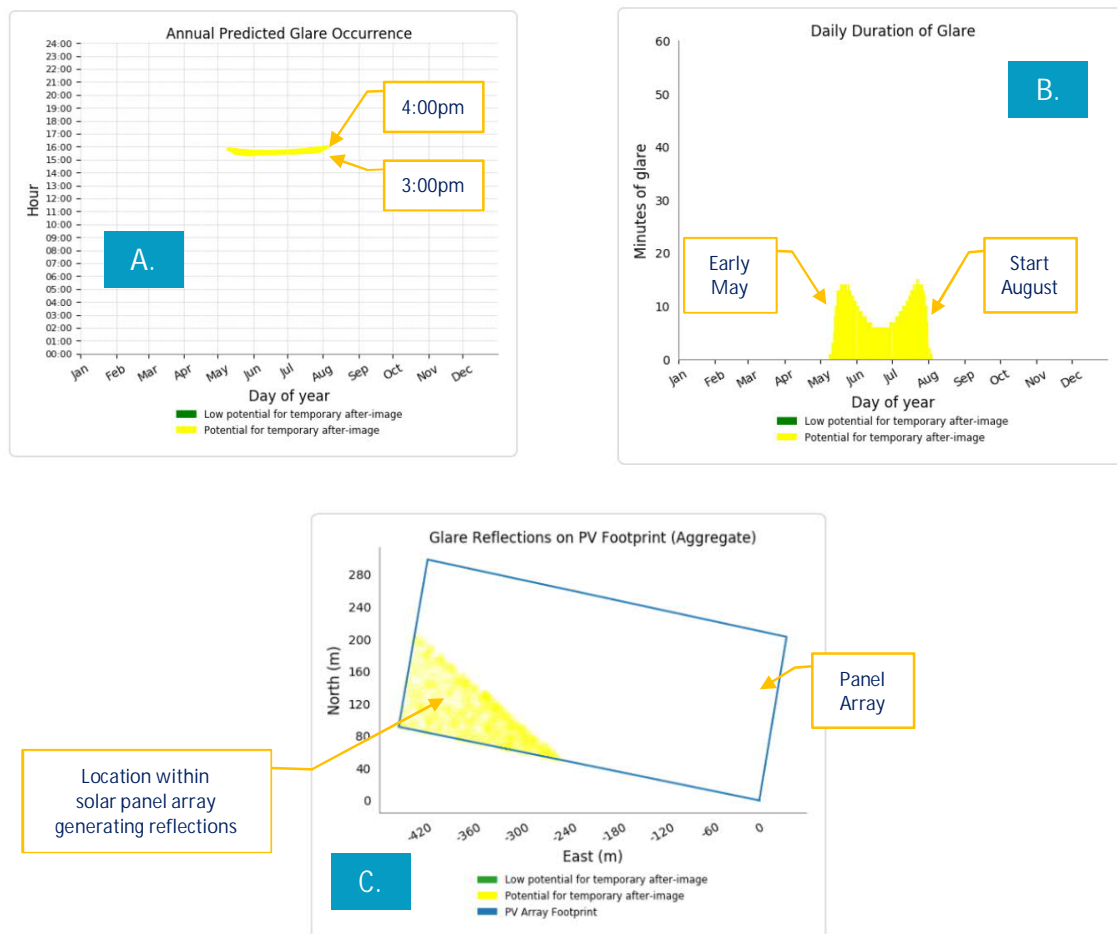 Annual Predicted Glare Occurrence
24:00
23:00
22:00
21:00
20:00
19:00
18:00
17:00
16:00
15:00
14:00
13:00
12:00
11:00
10:00
09:00
08:00
07:00
06:00
05:00
04:00
03:00
02:00
01:00
00:00
Hour
4:00pm
3:00pm
A.
Jan Feb Mar Apr May Jun Jul Aug Sep Oct Nov Dec
Day of year
Low potential for temporary after-image
Potential for temporary after-image
Daily Duration of Glare
60
50
40
30
20
10
0
Minutes of glare
B.
Early
May
Start
August
Jan Feb Mar Apr May Jun Jul Aug Sep Oct Nov Dec
Day of year
Low potential for temporary after-image
Potential for temporary after-image
Glare Reflections on PV Footprint (Aggregate)
280
240
200
160
120
80
40
0
North (m)
Panel
Array
Location within
solar panel array
generating reflections
-420 -360 -300 -240 -180 -120 -60 0
East (m)
C.
Low potential for temporary after-image
Potential for temporary after-image
PV Array Footprint